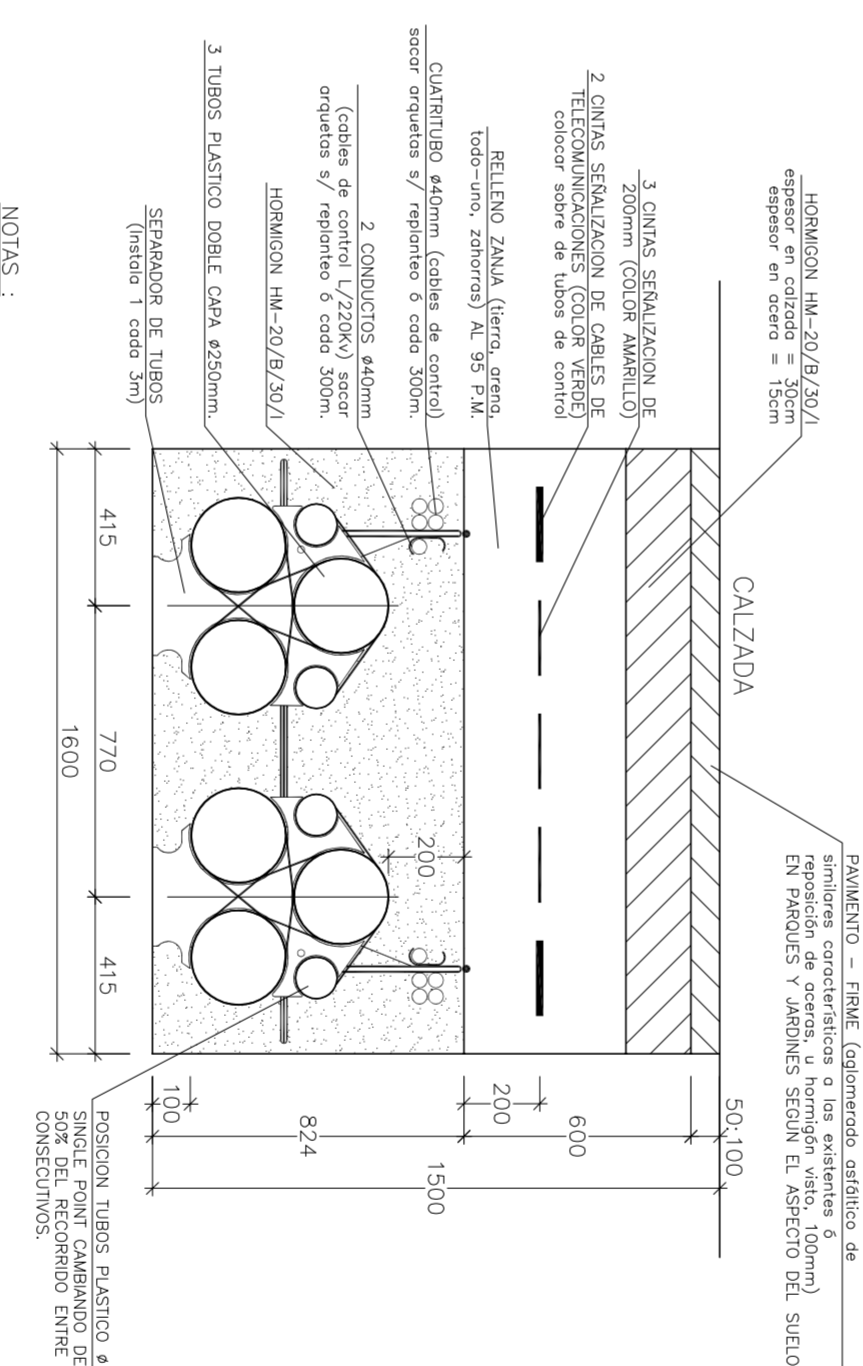 HORMIGON HM-20/B/30/I
espesor en calzada = 30cm
espesor en acera = 15cm
3 CINTAS SEÑALIZACION DE
200mm (COLOR AMARILLO)
2 CINTAS SEÑALIZACION DE CABLES DE
TELECOMUNICACIONES (COLOR VERDE)
colocar sobre de tubos de control
RELLENO ZANJA (tierra, arena,
todo-uno, zahorras) AL 95 P.M.
CUATRITUBO ø40mm (cables de control)
sacar arquetas s/ replanteo ó cada 300m.
2 CONDUCTOS ø40mm
(cables de control L/220Kv) sacar
arquetas s/ replanteo ó cada 300m.
HORMIGON HM-20/B/30/I
3 TUBOS PLASTICO DOBLE CAPA ø250mm.
SEPARADOR DE TUBOS
(Instala 1 cada 3m)
NOTAS :
CALZADA
PAVIMENTO - FIRME (aglomerado asfáltico de
similares características a las existentes ó
reposición de aceras, u hormigón visto, 100mm)
EN PARQUES Y JARDINES SEGÚN EL ASPECTO DEL SUELO
50:100
600
200
1500
824
100
200
415
770
415
1600
POSICION TUBOS PLASTICO ø
SINGLE POINT CAMBIANDO DE
50% DEL RECORRIDO ENTRE
CONSECUTIVOS.